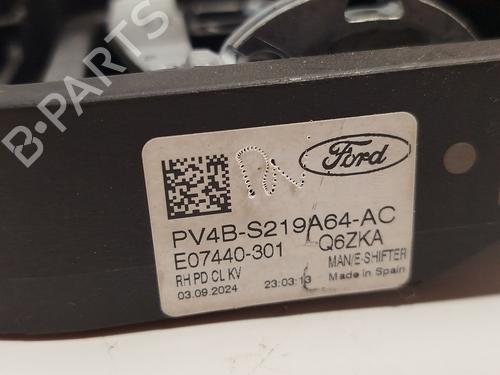 B-PARTS
Ford
PV4B-S219A64-AC
E07440-301 Q6ZKA
RH PD CL KV MAN/E-SHIFTER
03.09.2024 23:03:13 Made in Spain